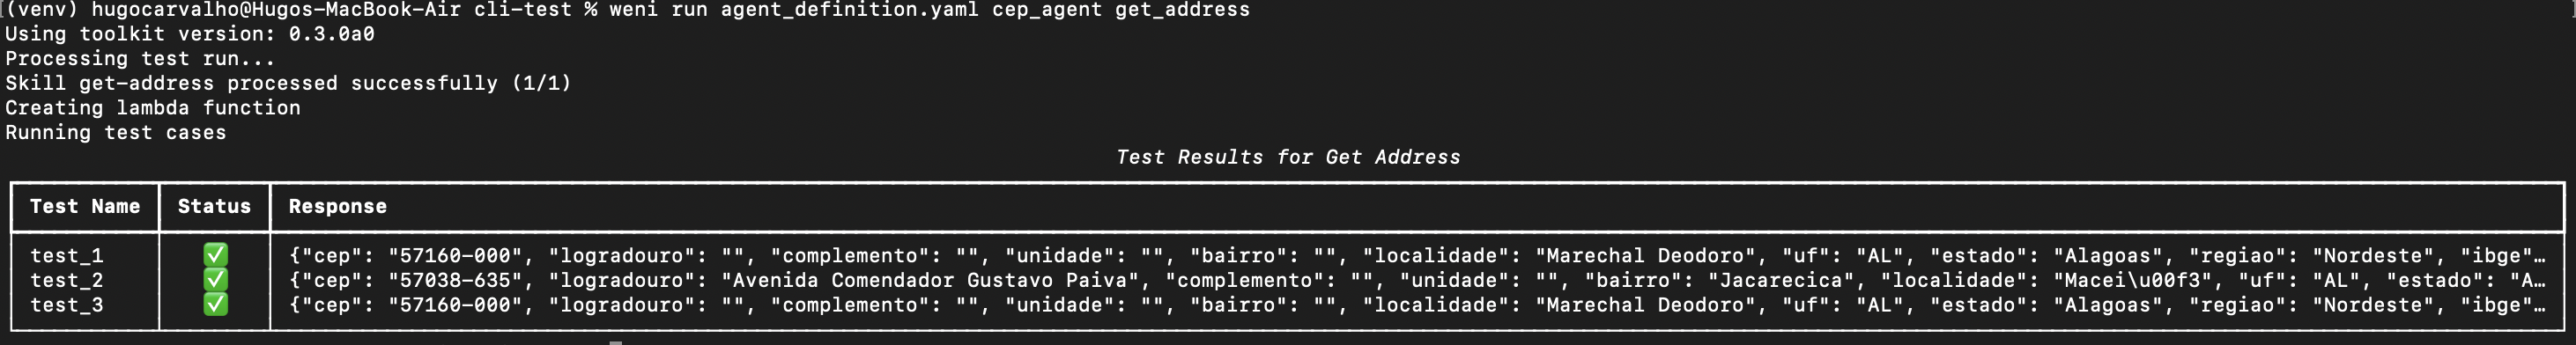 (venv) hugocarvalho@Hugos-MacBook-Air cli-test % weni run agent_definition.yaml cep_agent get_address
Using toolkit version: 0.3.0a0
Processing test run...
Skill get-address processed successfully (1/1)
Creating lambda function
Running test cases
Test Results for Get Address
Test Name Status Response
test_1 ✅ {"cep": "57160-000", "logradouro": "", "complemento": "", "unidade": "", "bairro": "", "localidade": "Marechal Deodoro", "uf": "AL", "estado": "Alagoas", "regiao": "Nordeste", "ibge"…
test_2 ✅ {"cep": "57038-635", "logradouro": "Avenida Comendador Gustavo Paiva", "complemento": "", "unidade": "", "bairro": "Jacarecica", "localidade": "Macei\u00f3", "uf": "AL", "estado": "A…
test_3 ✅ {"cep": "57160-000", "logradouro": "", "complemento": "", "unidade": "", "bairro": "", "localidade": "Marechal Deodoro", "uf": "AL", "estado": "Alagoas", "regiao": "Nordeste", "ibge"…